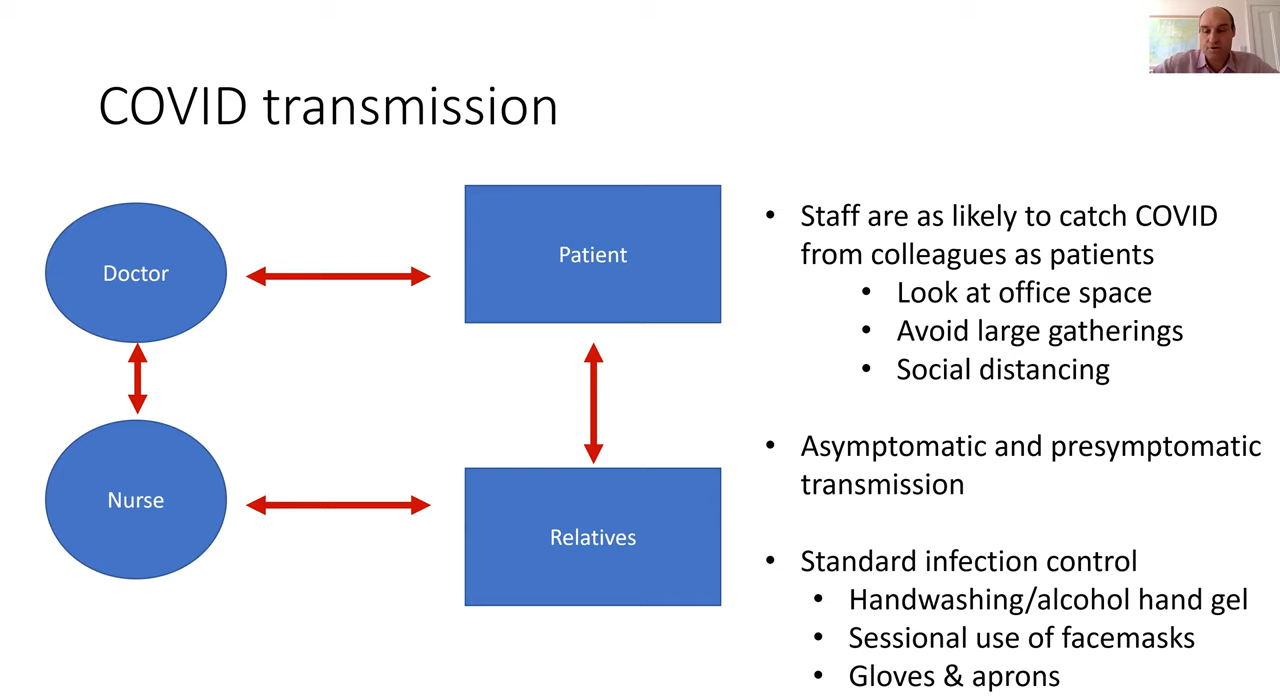 COVID transmission
Doctor
Patient
Nurse
Relatives
• Staff are as likely to catch COVID
from colleagues as patients
• Look at office space
• Avoid large gatherings
• Social distancing
• Asymptomatic and presymptomatic
transmission
• Standard infection control
• Handwashing/alcohol hand gel
• Sessional use of facemasks
• Gloves & aprons